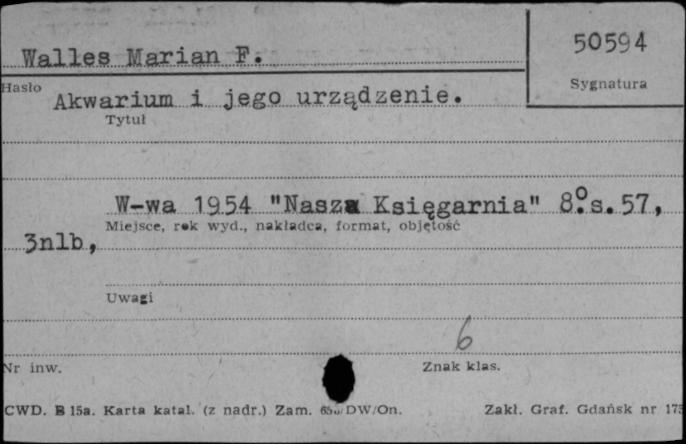 50594
Walles Marian F.
Sygnatura
Hasło
Akwarium i jego urządzenie.
Tytuł
W-wa 1954 "Nasza Księgarnia" 8.° s.57,
Miejsce, rok wyd., nakładca, format, objętość
3nlb,
Uwagi
6
Nr inw.
Znak klas.
CWD. B 15a. Karta katal. (z nadr.) Zam. DW/On. Zakł. Graf. Gdańsk nr 173